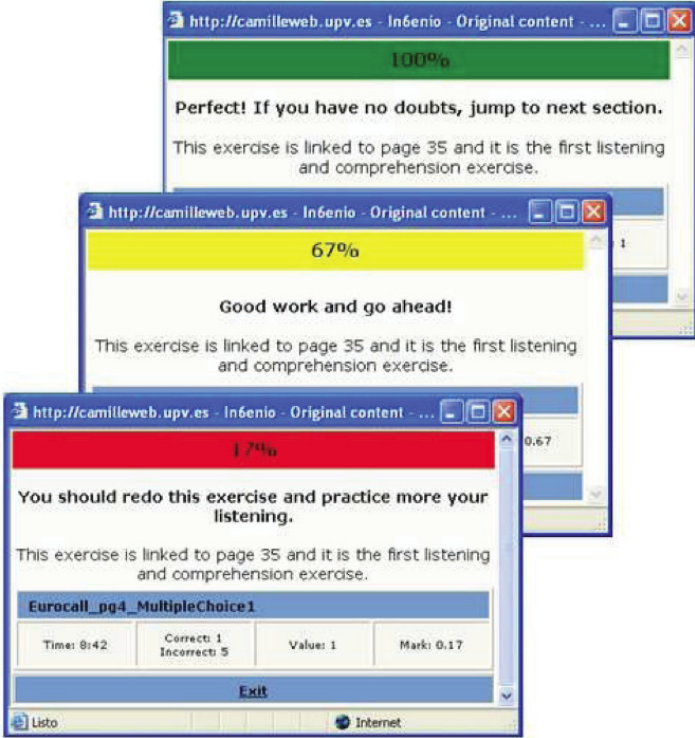 http://camilleweb.upv.es - In6enio - Original content - ...
100%
Perfect! If you have no doubts, jump to next section.
This exercise is linked to page 35 and it is the first listening
and comprehension exercise.
1
http://camilleweb.upv.es - In6enio - Original content - ...
67%
Good work and go ahead!
This exercise is linked to page 35 and it is the first listening
and comprehension exercise.
0.67
http://camilleweb.upv.es - In6enio - Original content - ...
17%
You should redo this exercise and practice more your
listening.
This exercise is linked to page 35 and it is the first listening
and comprehension exercise.
Eurocall_pg4_MultipleChoice1
Time: 8:42
Correct: 1
Incorrect: 5
Value: 1
Mark: 0.17
Exit
Listo
Internet